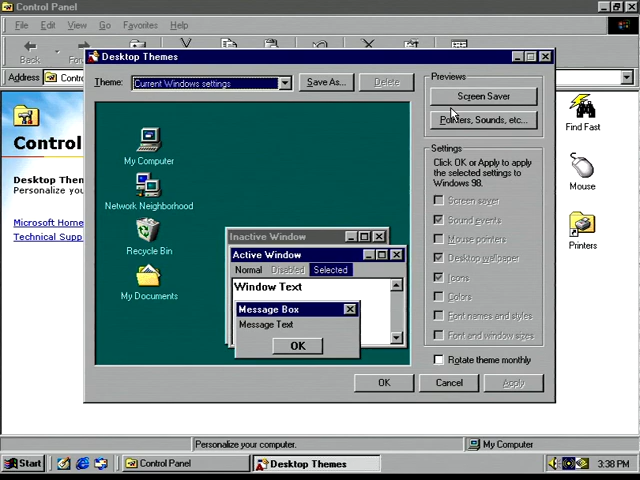 Control Panel
File Edit View Go Favorites Help
Back
Address
Desktop Themes
Theme: Current Windows settings Save As... Delete
My Computer
Network Neighborhood
Recycle Bin
My Documents
Inactive Window
Active Window
Normal Disabled Selected
Window Text
Message Box
Message Text
OK
Previews
Screen Saver
Pointers, Sounds, etc...
Settings
Click OK or Apply to apply
the selected settings to
Windows 98.
Screen saver
Sound events
Mouse pointers
Desktop wallpaper
Icons
Colors
Font names and styles
Font and window sizes
Rotate theme monthly
OK Cancel Apply
Contro
Desktop Them
Personalize your
Microsoft Home
Technical Supp
Find Fast
Mouse
Printers
Personalize your computer. My Computer
Start Control Panel Desktop Themes 3:38 PM